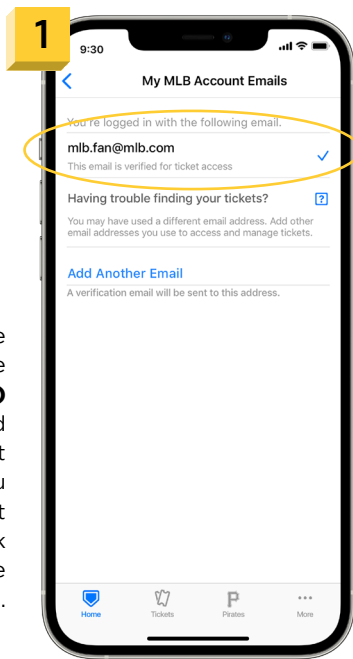 1
9:30
My MLB Account Emails
You're logged in with the following email.
mlb.fan@mlb.com
This email is verified for ticket access
Having trouble finding your tickets?
?
You may have used a different email address. Add other
email addresses you use to access and manage tickets.
Add Another Email
A verification email will be sent to this address.
P
Home
Tickets
Pirates
More